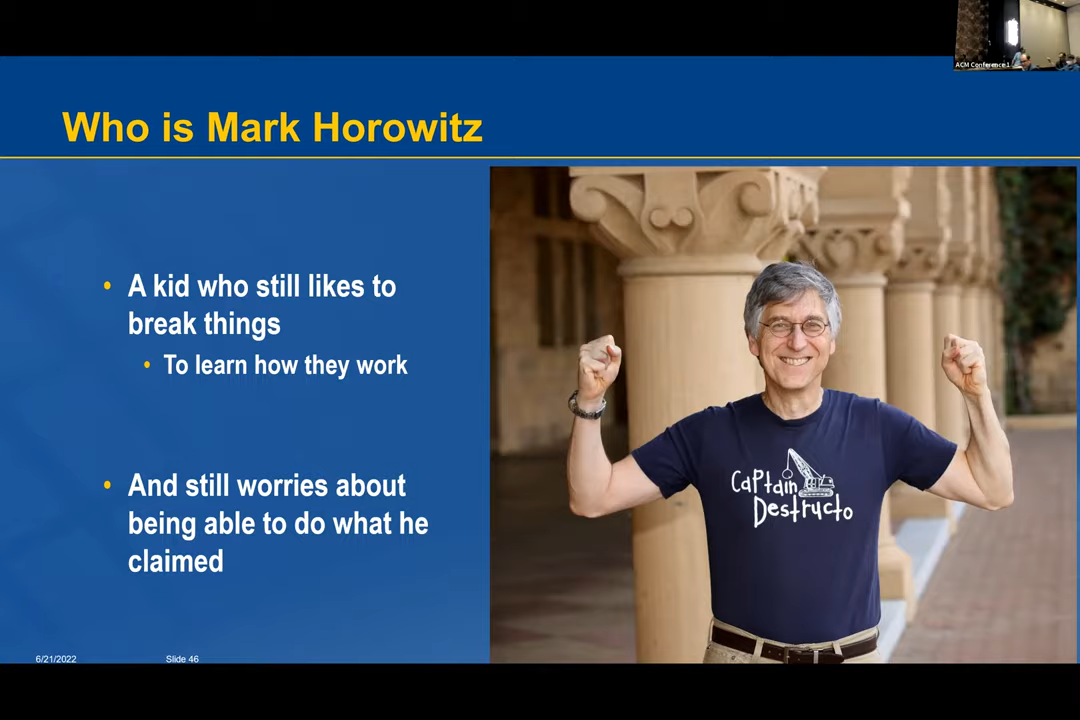 ACM Conference 1
Who is Mark Horowitz
• A kid who still likes to
break things
• To learn how they work
• And still worries about
being able to do what he
claimed
Captain
Destructo
6/21/2022
Slide 46